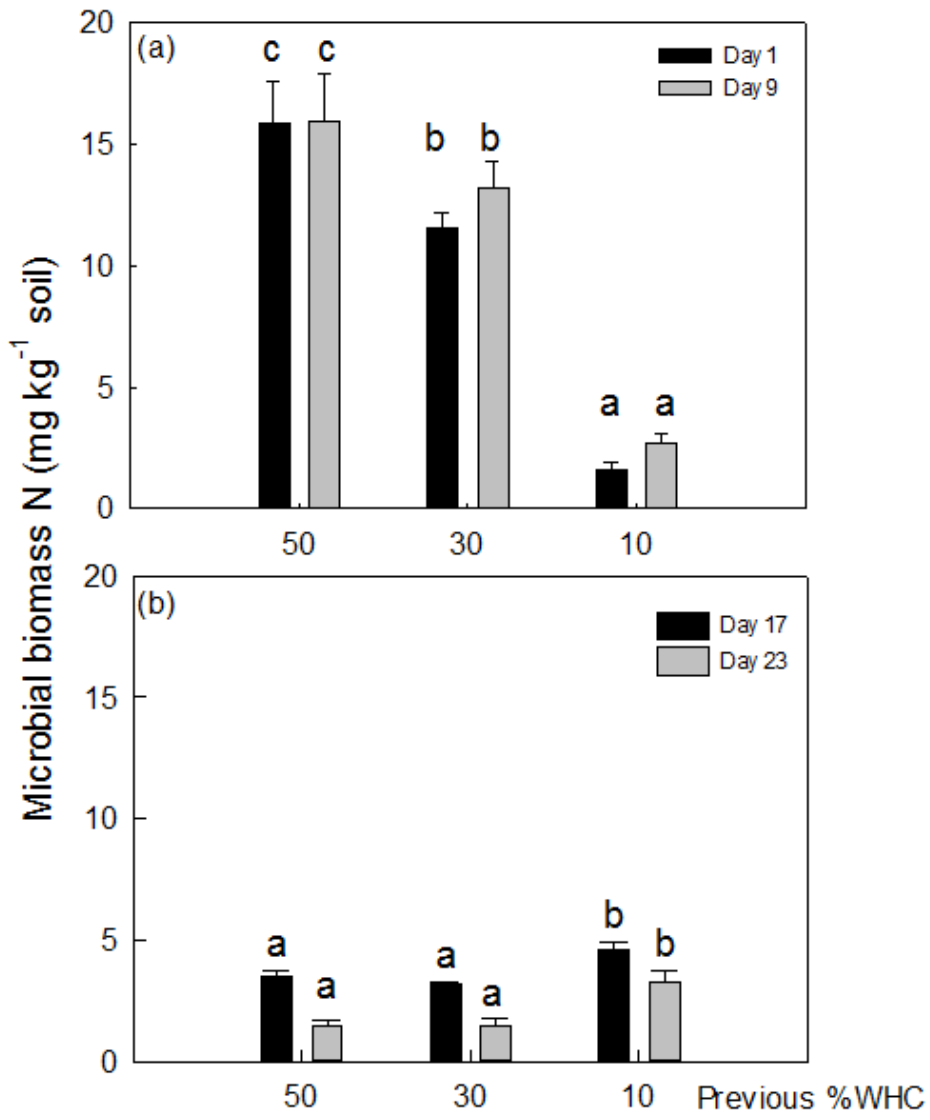 Microbial biomass N (mg kg⁻¹ soil)
20
(a)
c c
Day 1
Day 9
15
b b
10
5
a a
0
50 30 10
20
(b)
Day 17
Day 23
15
10
5
a a a a b b
0
50 30 10 Previous %WHC